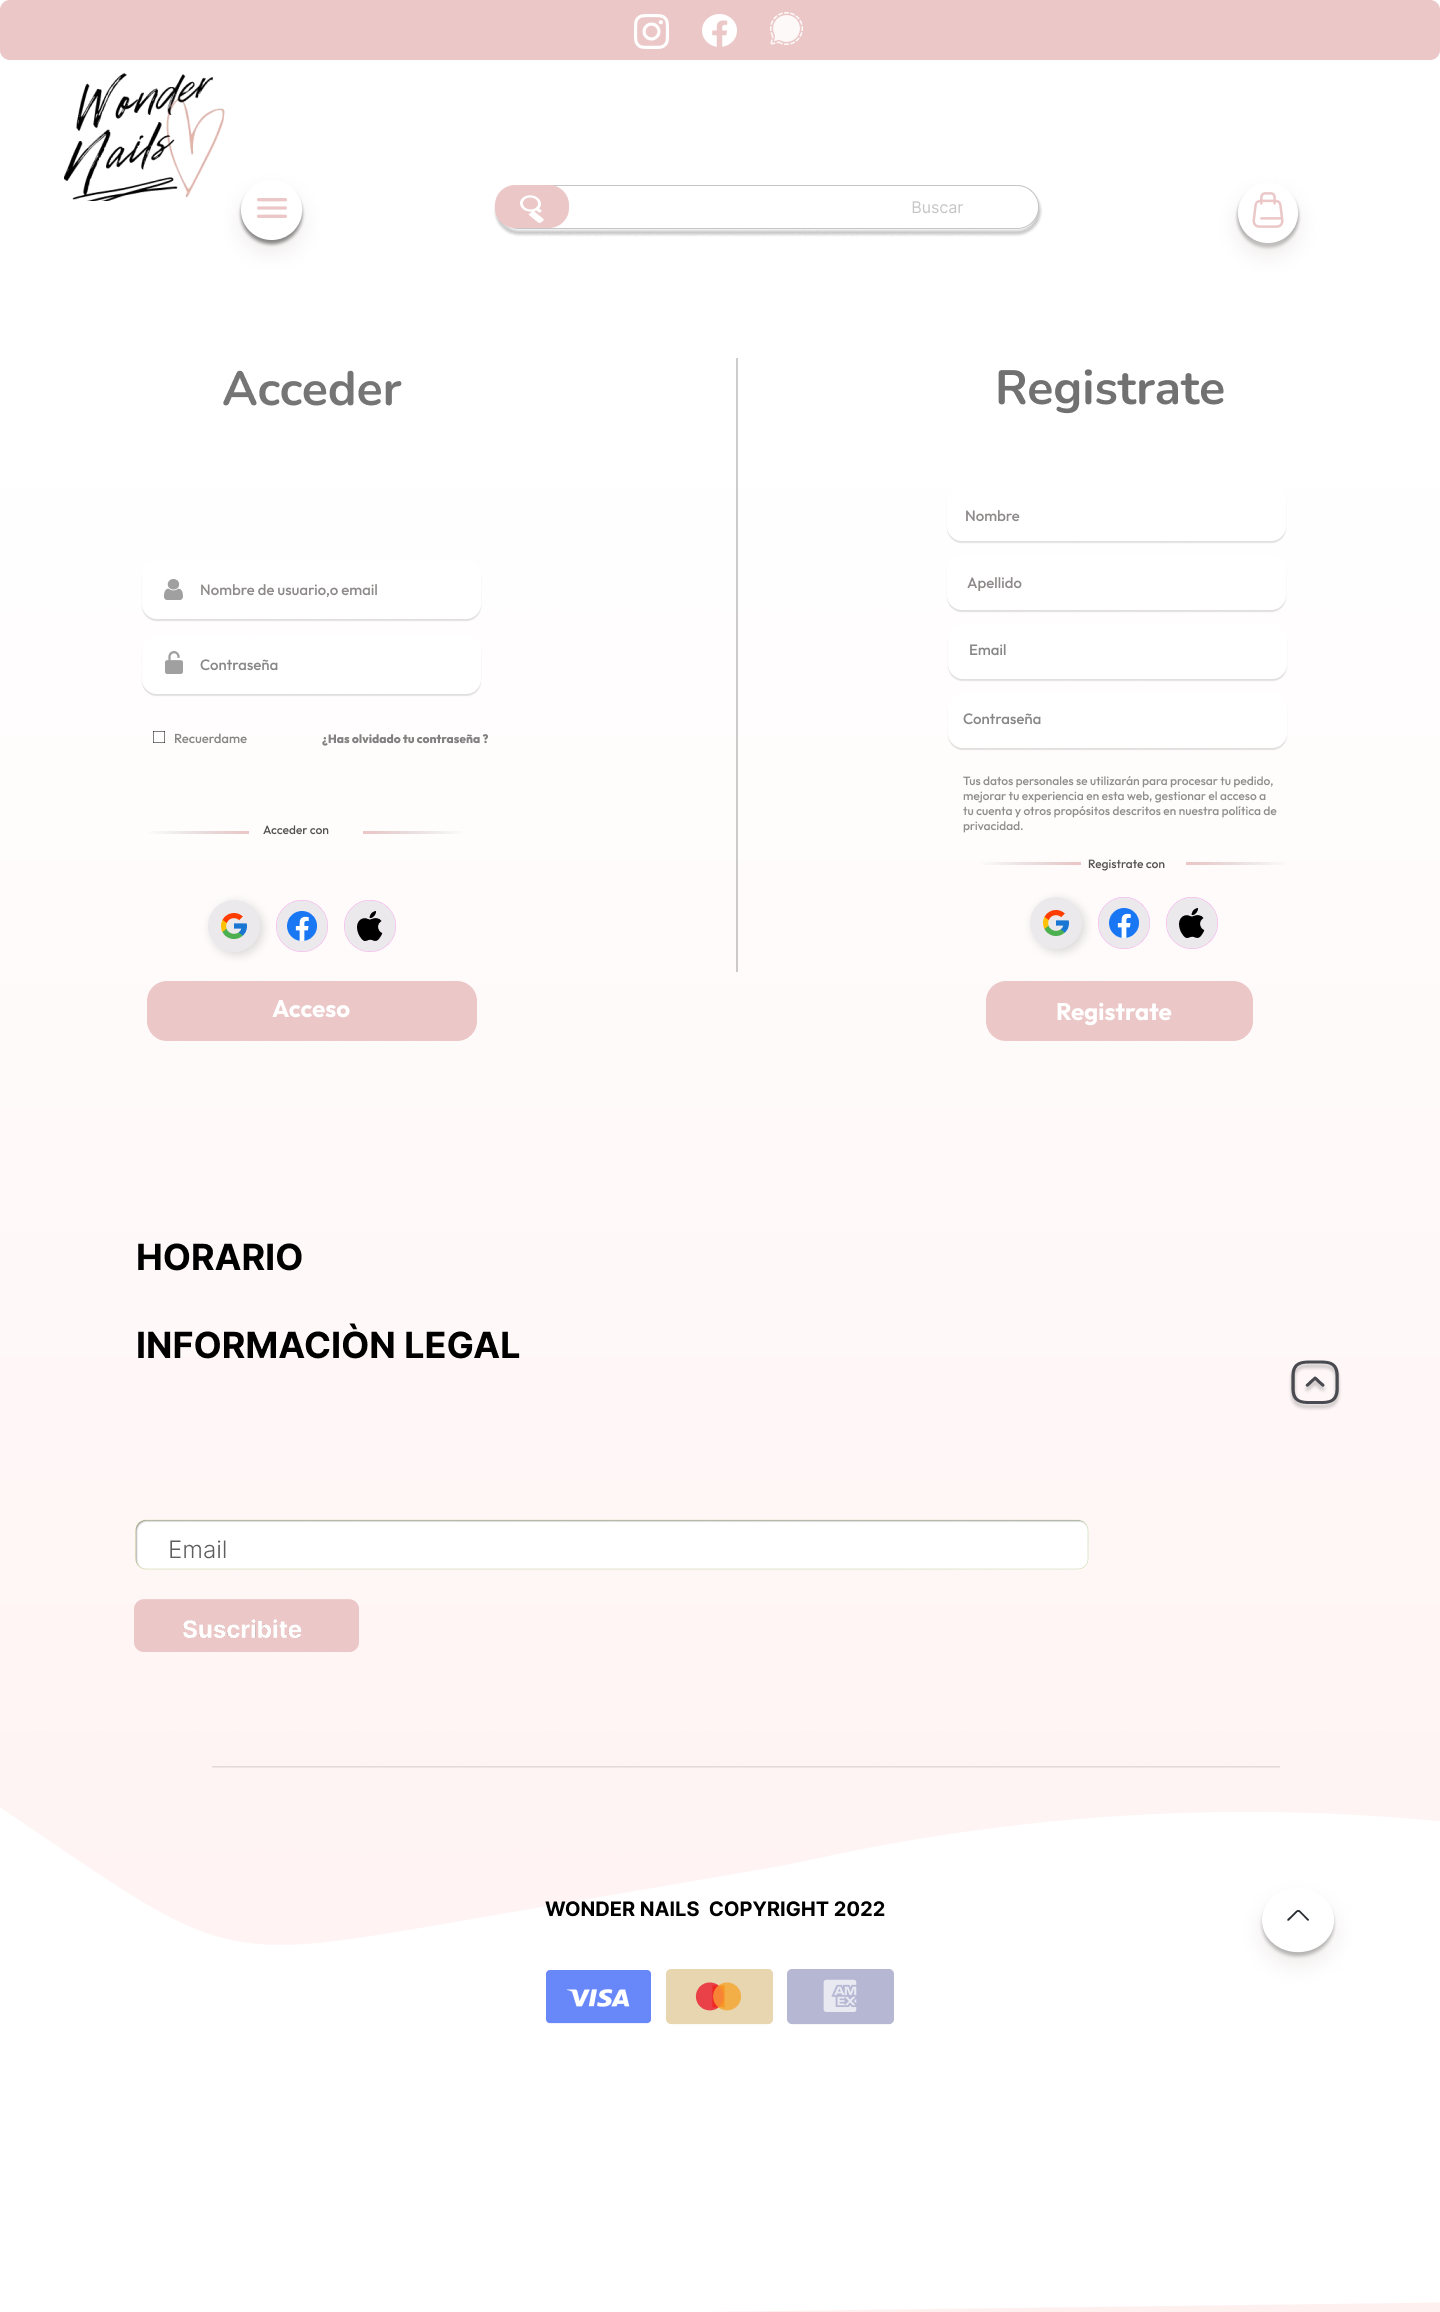 Wonder
Nails
Buscar
Acceder
Nombre de usuario,o email
Contraseña
Recuerdame
¿Has olvidado tu contraseña ?
Acceder con
Acceso
Registrate
Nombre
Apellido
Email
Contraseña
Tus datos personales se utilizarán para procesar tu pedido,
mejorar tu experiencia en esta web, gestionar el acceso a
tu cuenta y otros propósitos descritos en nuestra política de
privacidad.
Registrate con
Registrate
HORARIO
INFORMACIÒN LEGAL
Email
Suscribite
WONDER NAILS  COPYRIGHT 2022
VISA
AM
EX